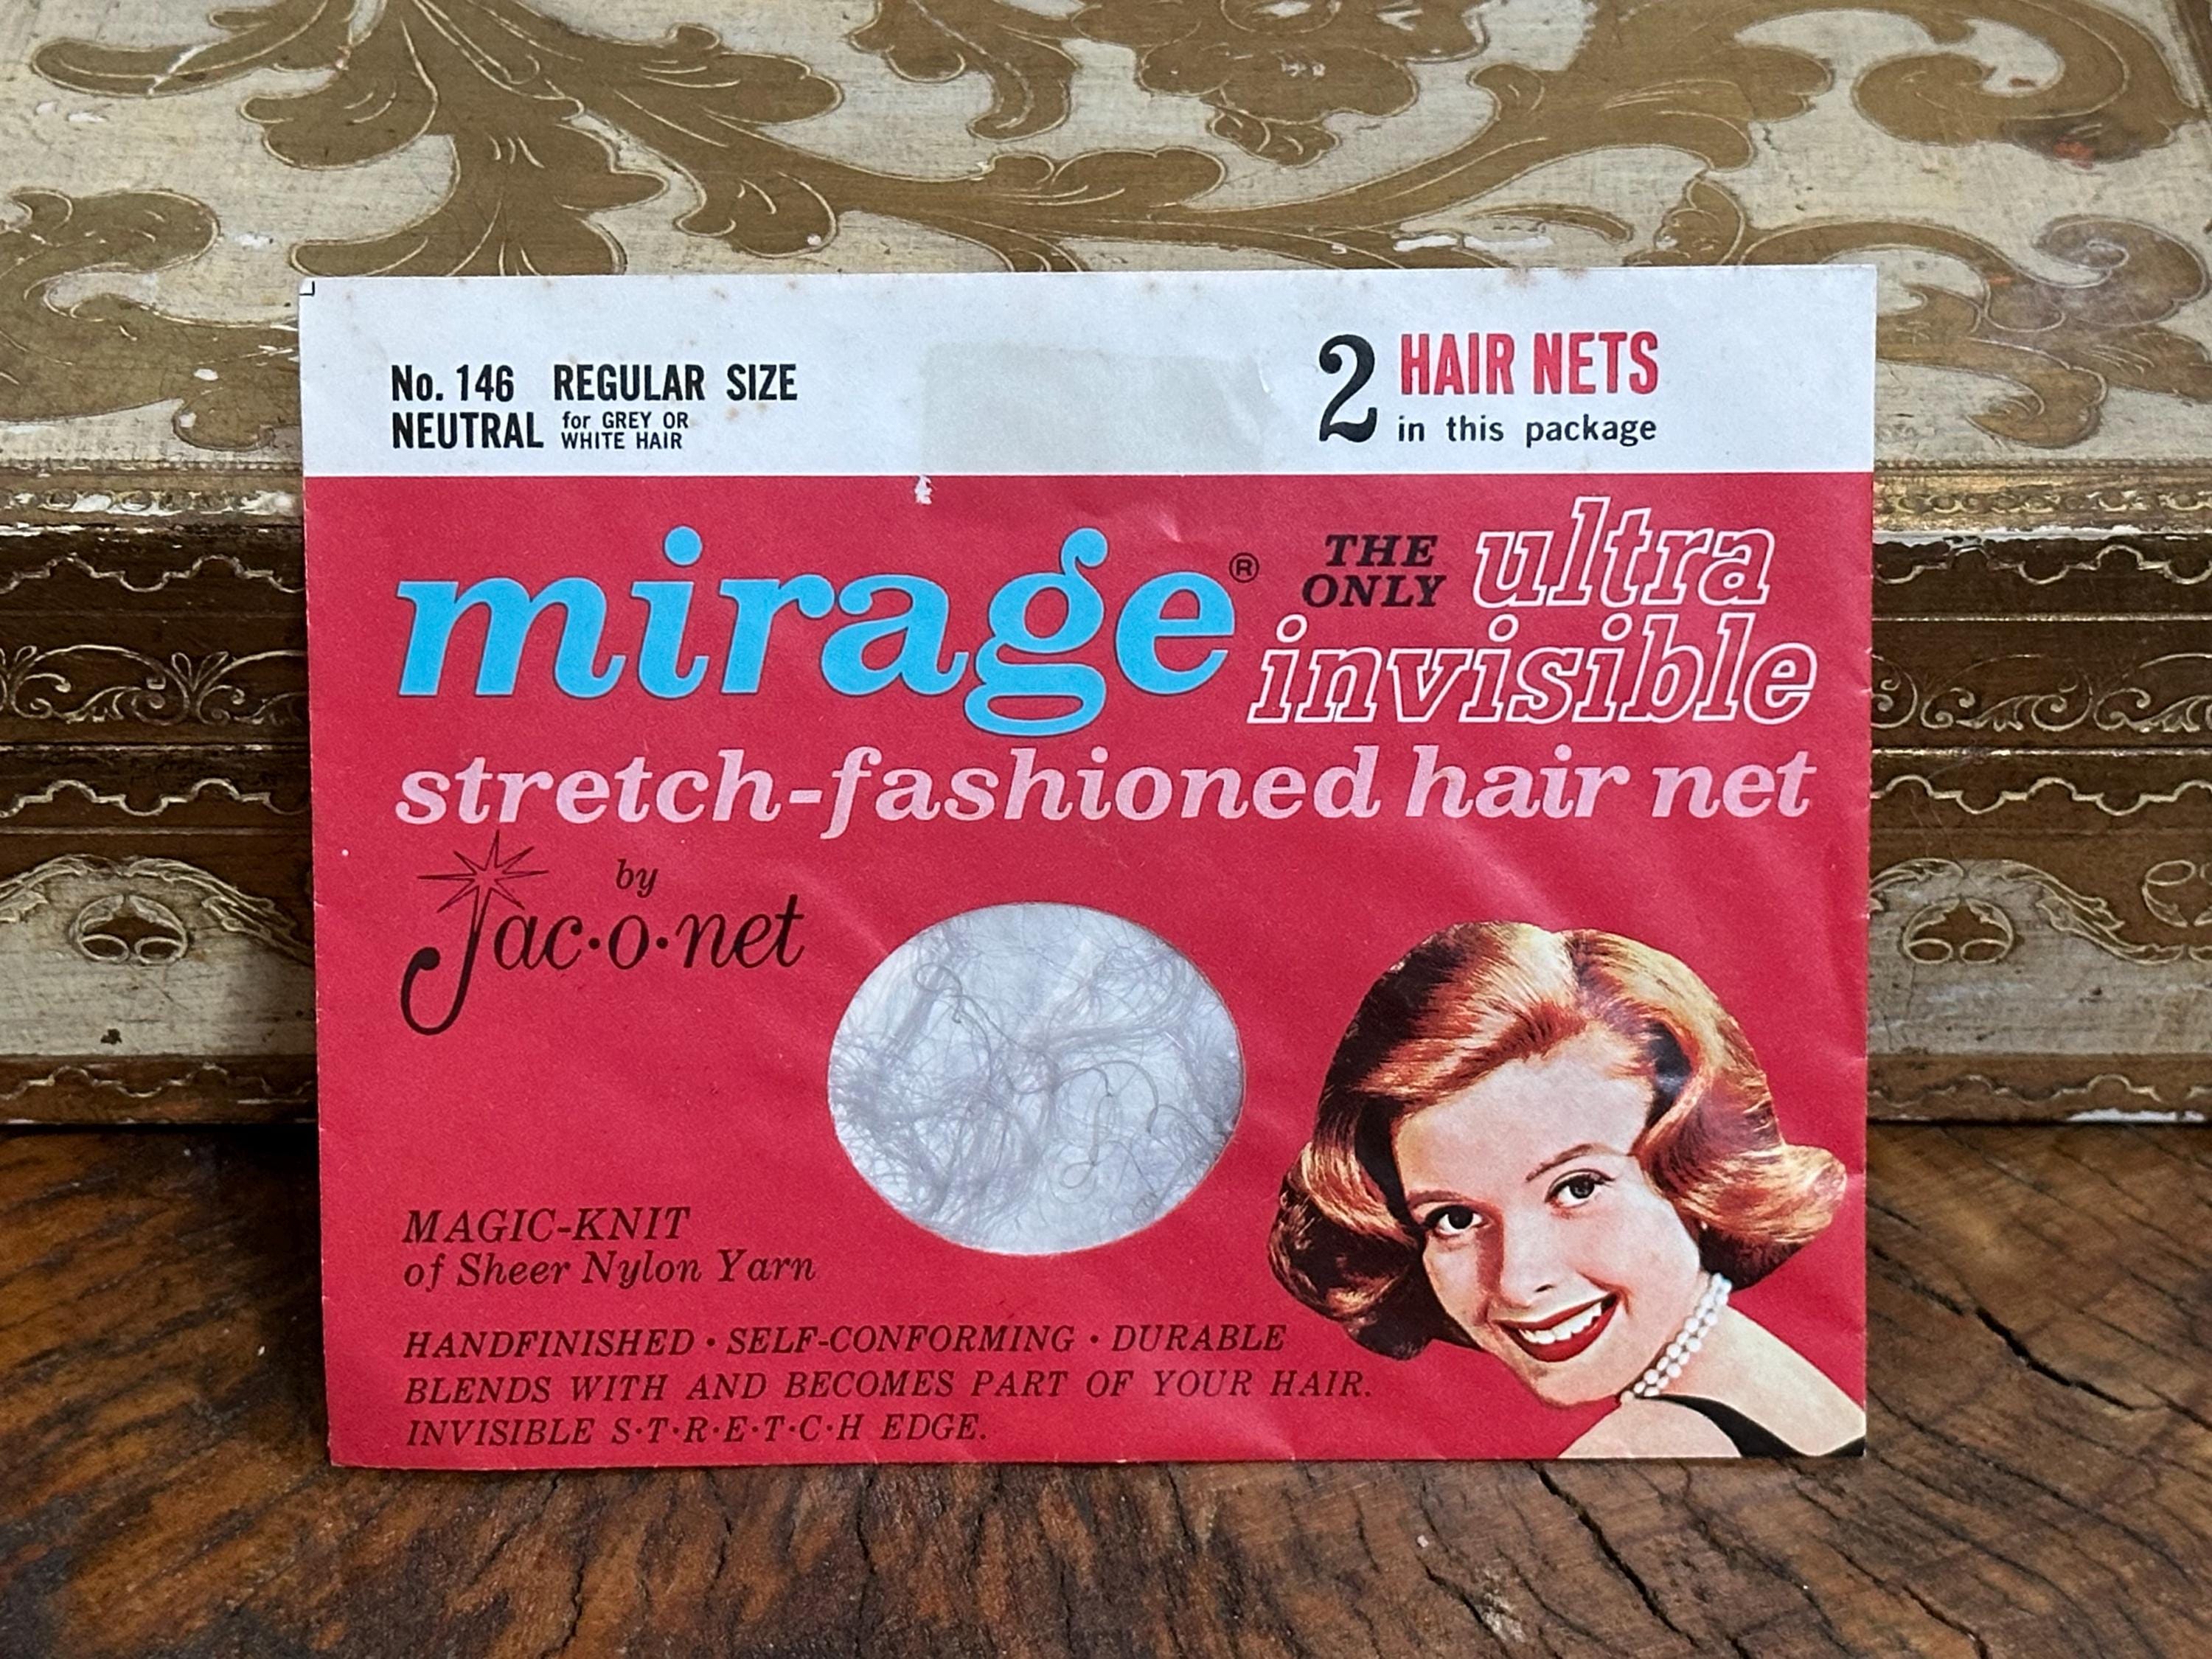 No. 146 REGULAR SIZE
NEUTRAL for GREY OR
WHITE HAIR
2 HAIR NETS
in this package
mirage®
THE
ONLY
ultra
invisible
stretch-fashioned hair net
by
Jac·o·net
MAGIC-KNIT
of Sheer Nylon Yarn
HANDFINISHED · SELF-CONFORMING · DURABLE
BLENDS WITH AND BECOMES PART OF YOUR HAIR.
INVISIBLE S·T·R·E·T·C·H EDGE.